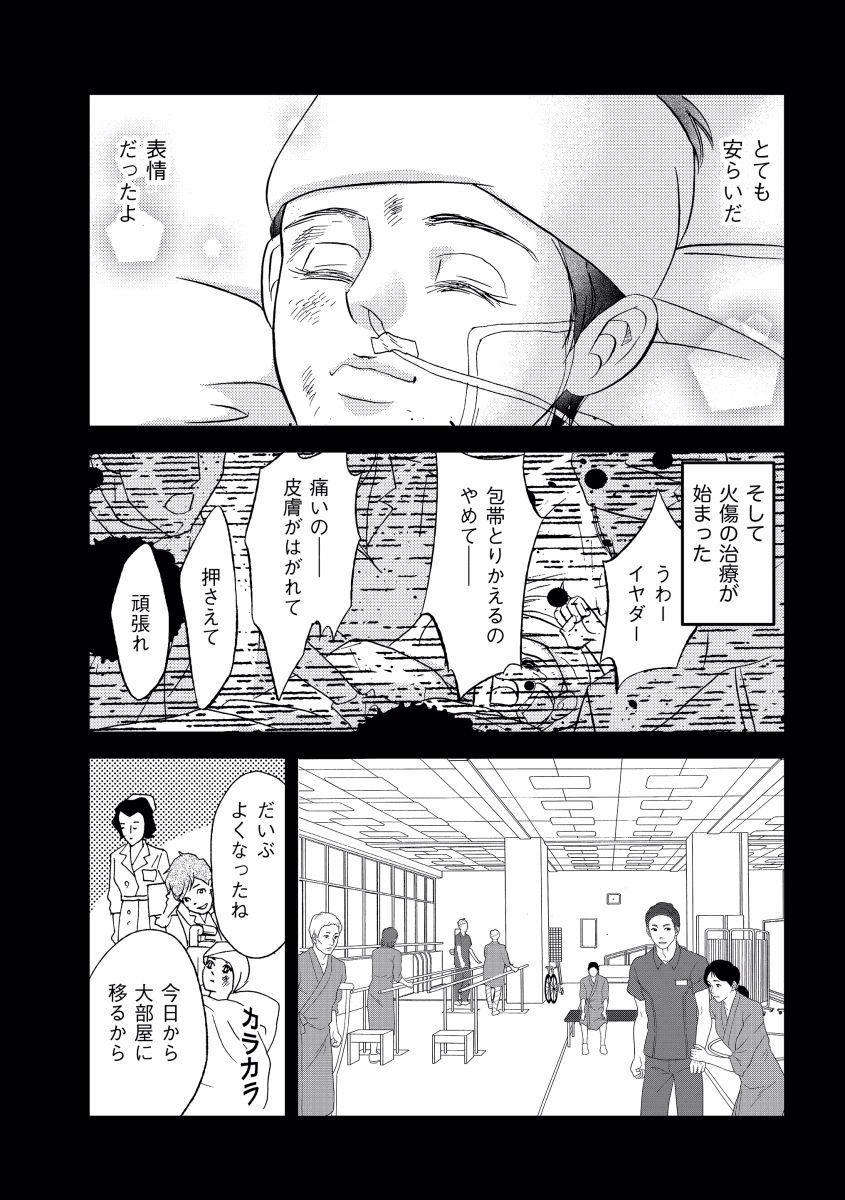 とても
安らいだ
表情
だったよ
そして
火傷の治療が
始まった
うわー
イヤダー
包帯とりかえるの
やめて――
痛いの――
皮膚がはがれて
押さえて
頑張れ
だいぶ
よくなったね
今日から
大部屋に
移るから
カラカラ